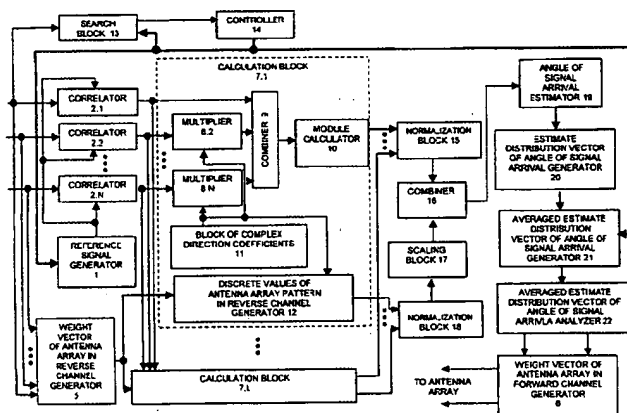 SEARCH
BLOCK 13
CONTROLLER
14
CALCULATION BLOCK
7.1
CORRELATOR
2.1
CORRELATOR
2.2
CORRELATOR
2.N
REFERENCE
SIGNAL
GENERATOR
1
MULTIPLIER
8.2
MULTIPLIER
8.N
COMBINER 9
MODULE
CALCULATOR
10
BLOCK OF COMPLEX
DIRECTION COEFFICIENTS
11
DISCRETE VALUES OF
ANTENNA ARRAY PATTERN
IN REVERSE CHANNEL
GENERATOR 12
WEIGHT
VECTOR
OF ANTENNA
ARRAY IN
REVERSE
CHANNEL
GENERATOR
5
CALCULATION BLOCK
7.L
NORMALIZATION
BLOCK 15
COMBINER
16
SCALING
BLOCK 17
NORMALIZATION
BLOCK 18
ANGLE OF
SIGNAL
ARRIVAL
ESTIMATOR 19
ESTIMATE
DISTRIBUTION VECTOR
OF ANGLE OF SIGNAL
ARRIVAL GENERATOR
20
AVERAGED ESTIMATE
DISTRIBUTION
VECTOR OF ANGLE OF
SIGNAL ARRIVAL
GENERATOR 21
AVERAGED ESTIMATE
DISTRIBUTION VECTOR OF
ANGLE OF SIGNAL
ARRIVLA ANALYZER 22
WEIGHT VECTOR OF
ANTENNA ARRAY IN
FORWARD CHANNEL
GENERATOR
6
TO ANTENNA
ARRAY